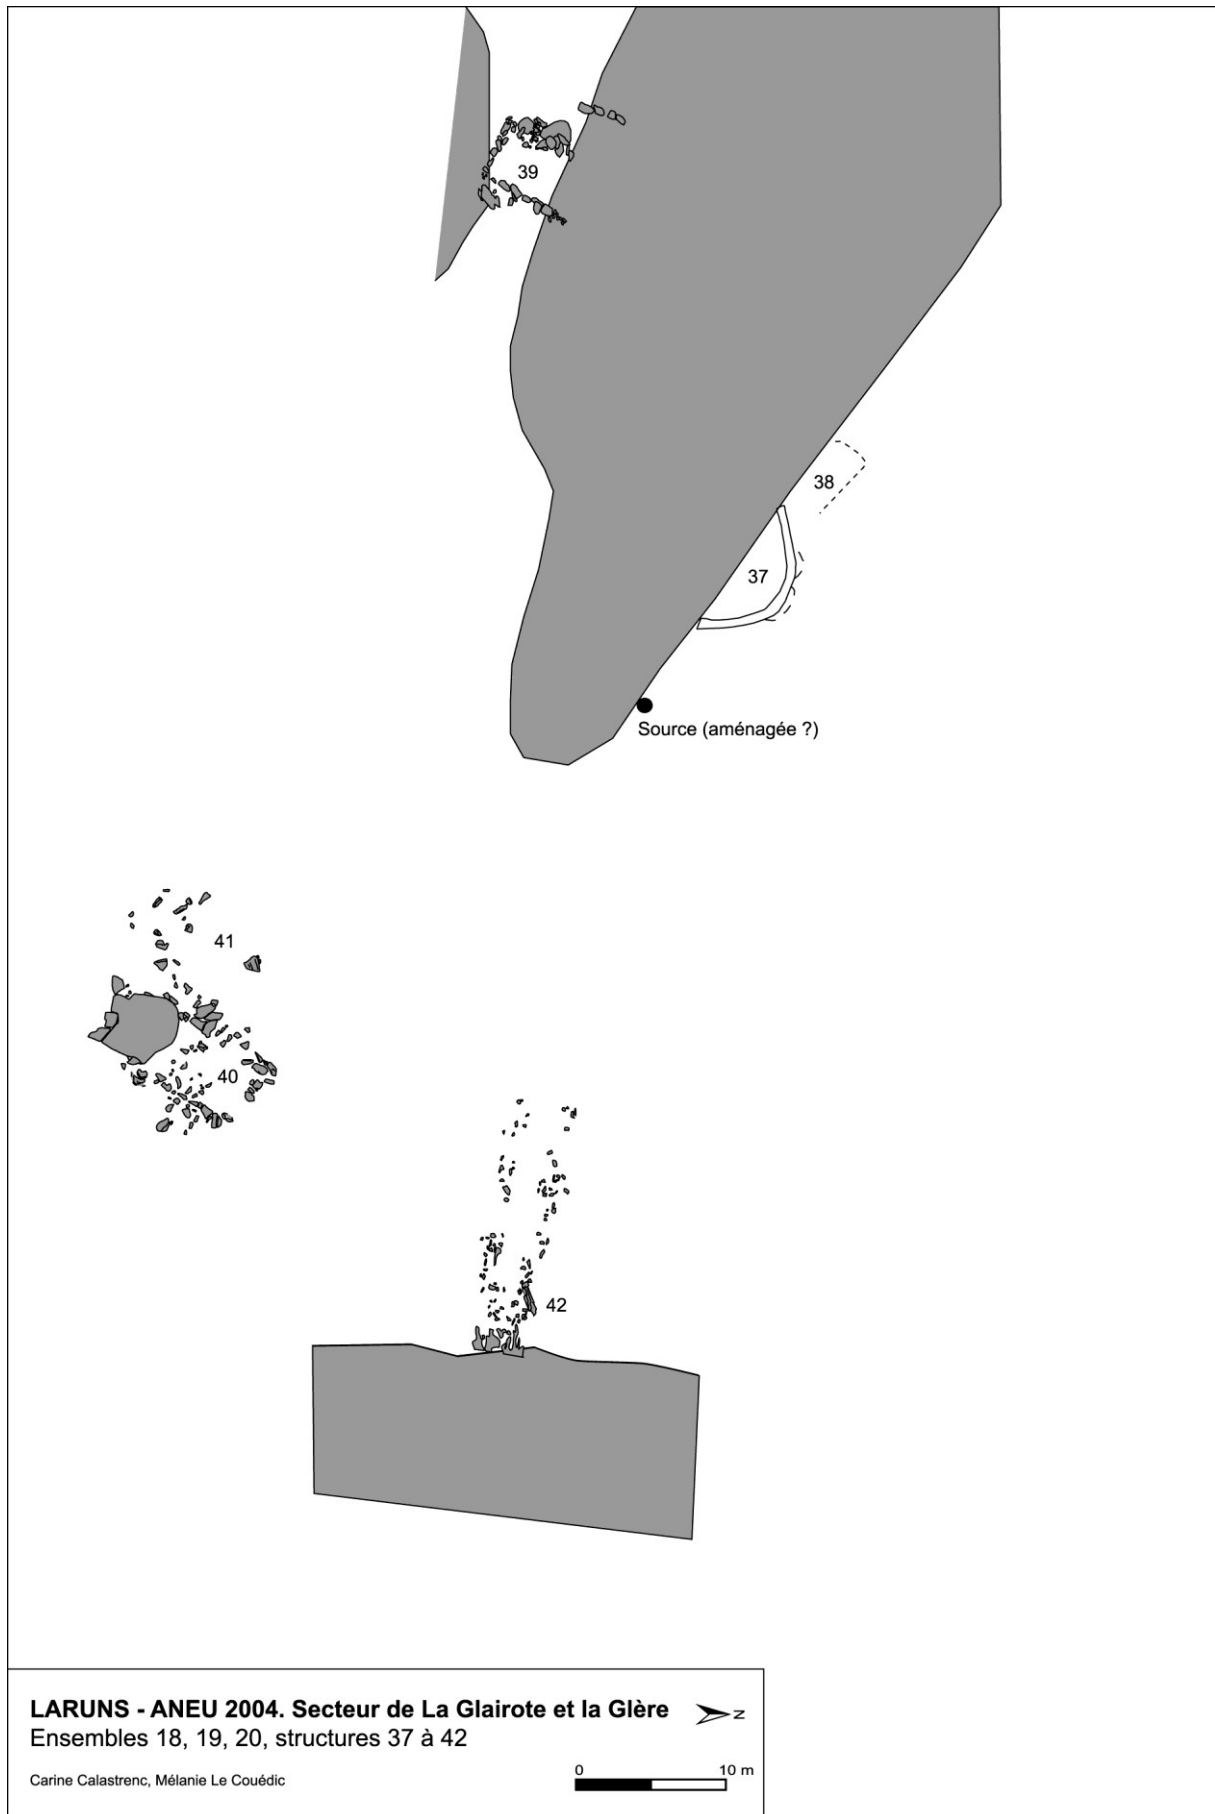 39
38
37
Source (aménagée ?)
41
40
42
LARUNS - ANEU 2004. Secteur de La Glairote et la Glère
N
Ensembles 18, 19, 20, structures 37 à 42
Carine Calastrenc, Mélanie Le Couédic
0 10 m